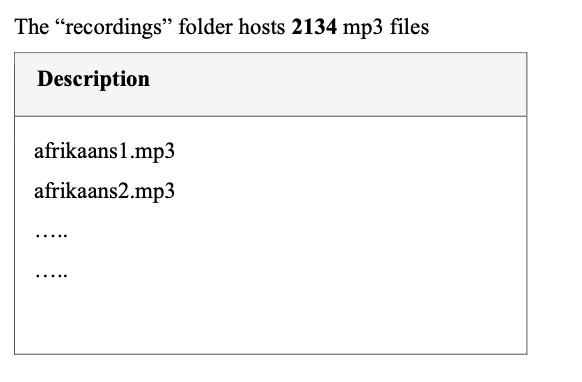 The “recordings” folder hosts 2134 mp3 files
Description
afrikaans1.mp3
afrikaans2.mp3
…..
…..